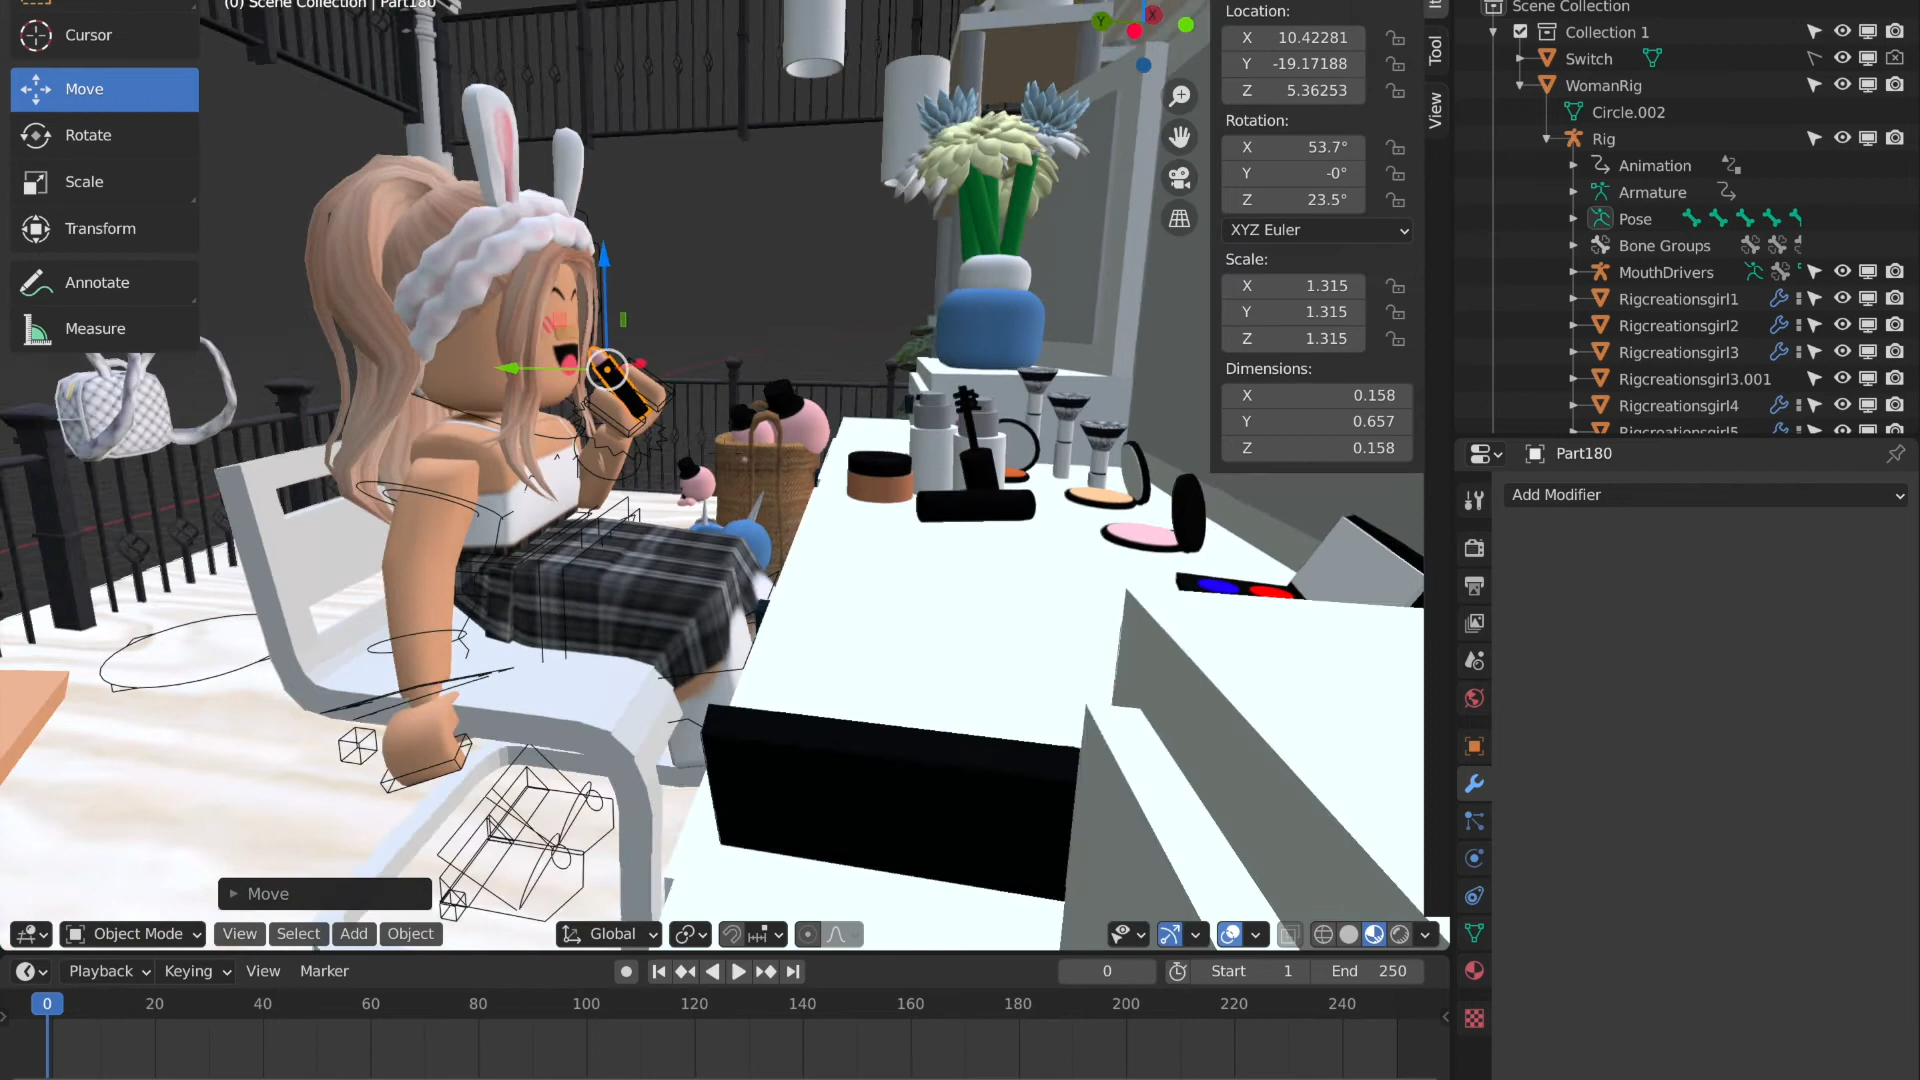 (0) Scene Collection | Part180
Cursor
Move
Rotate
Scale
Transform
Annotate
Measure
Y
X
Location:
X 10.42281
Y -19.17188
Z 5.36253
Rotation:
X 53.7°
Y -0°
Z 23.5°
XYZ Euler
Scale:
X 1.315
Y 1.315
Z 1.315
Dimensions:
X 0.158
Y 0.657
Z 0.158
Tool
View
Scene Collection
Collection 1
Switch
WomanRig
Circle.002
Rig
Animation
Armature
Pose
Bone Groups
MouthDrivers
Rigcreationsgirl1
Rigcreationsgirl2
Rigcreationsgirl3
Rigcreationsgirl3.001
Rigcreationsgirl4
Rigcreationsgirl5
Part180
Add Modifier
Move
Object Mode View Select Add Object Global
Playback Keying View Marker 0 Start 1 End 250
0 20 40 60 80 100 120 140 160 180 200 220 240